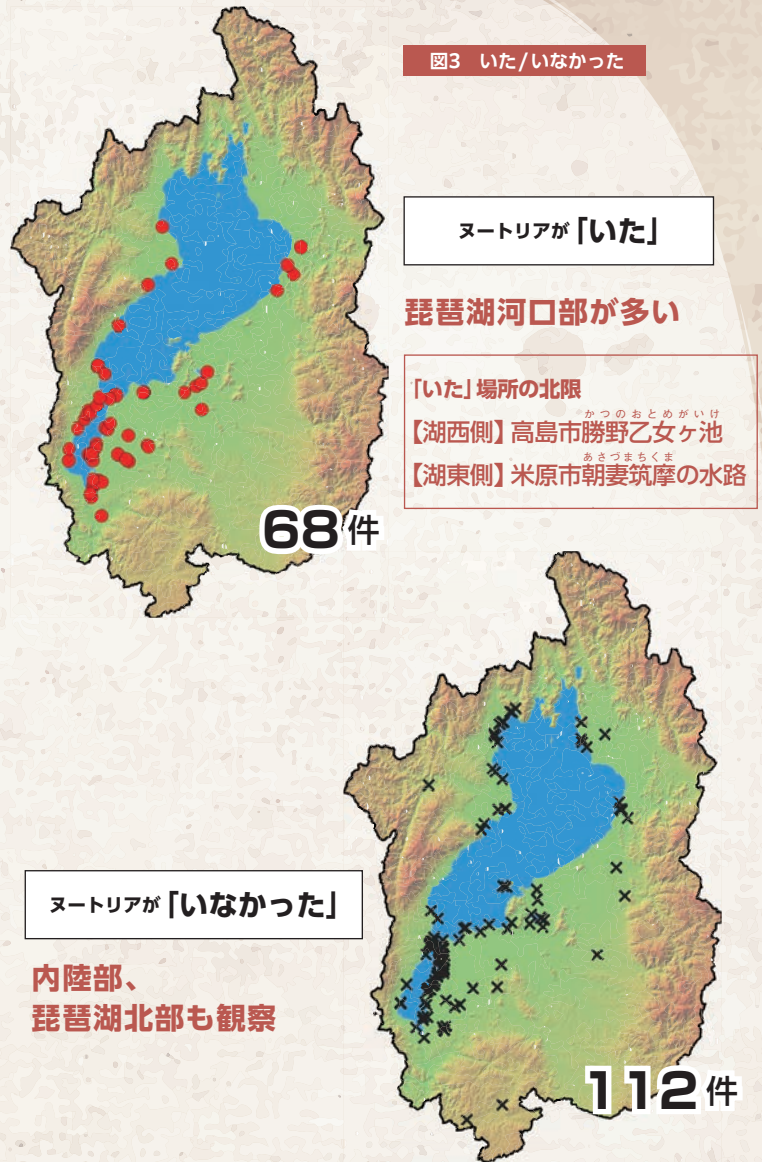 図3 いた/いなかった
ヌートリアが「いた」
琵琶湖河口部が多い
「いた」場所の北限
かつのおとめがいけ
【湖西側】高島市勝野乙女ヶ池
あさづまちくま
【湖東側】米原市朝妻筑摩の水路
68件
ヌートリアが「いなかった」
内陸部、
琵琶湖北部も観察
112件